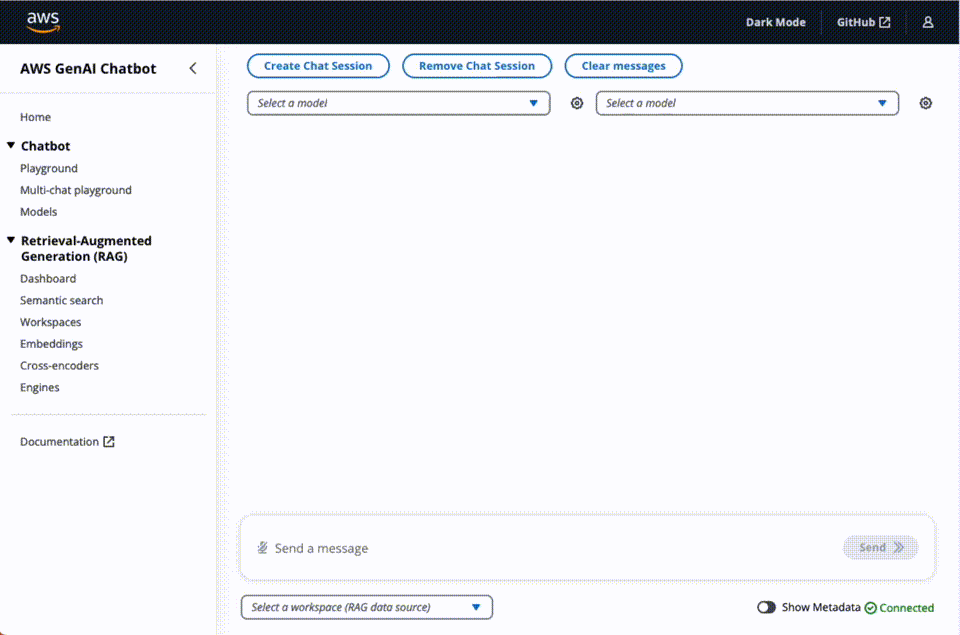 aws
Dark Mode
GitHub
AWS GenAI Chatbot
Create Chat Session
Remove Chat Session
Clear messages
Select a model
Select a model
Home
Chatbot
Playground
Multi-chat playground
Models
Retrieval-Augmented
Generation (RAG)
Dashboard
Semantic search
Workspaces
Embeddings
Cross-encoders
Engines
Documentation
Send a message
Send
Select a workspace (RAG data source)
Show Metadata
Connected